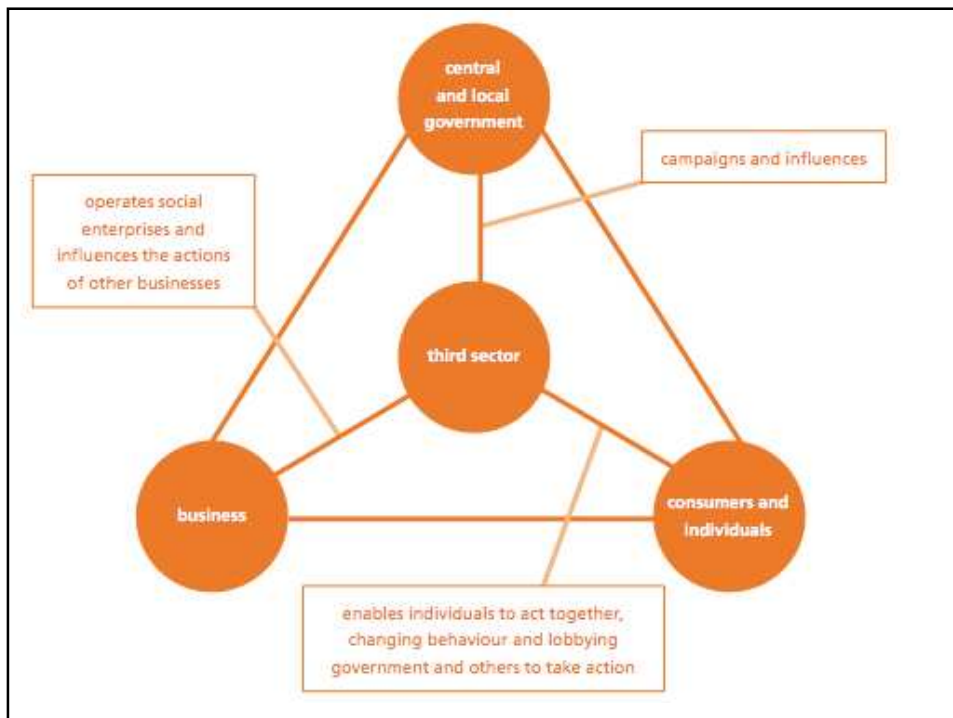 central
and local
government
campaigns and influences
operates social
enterprises and
influences the actions
of other businesses
third sector
business
consumers and
individuals
enables individuals to act together,
changing behaviour and lobbying
government and others to take action